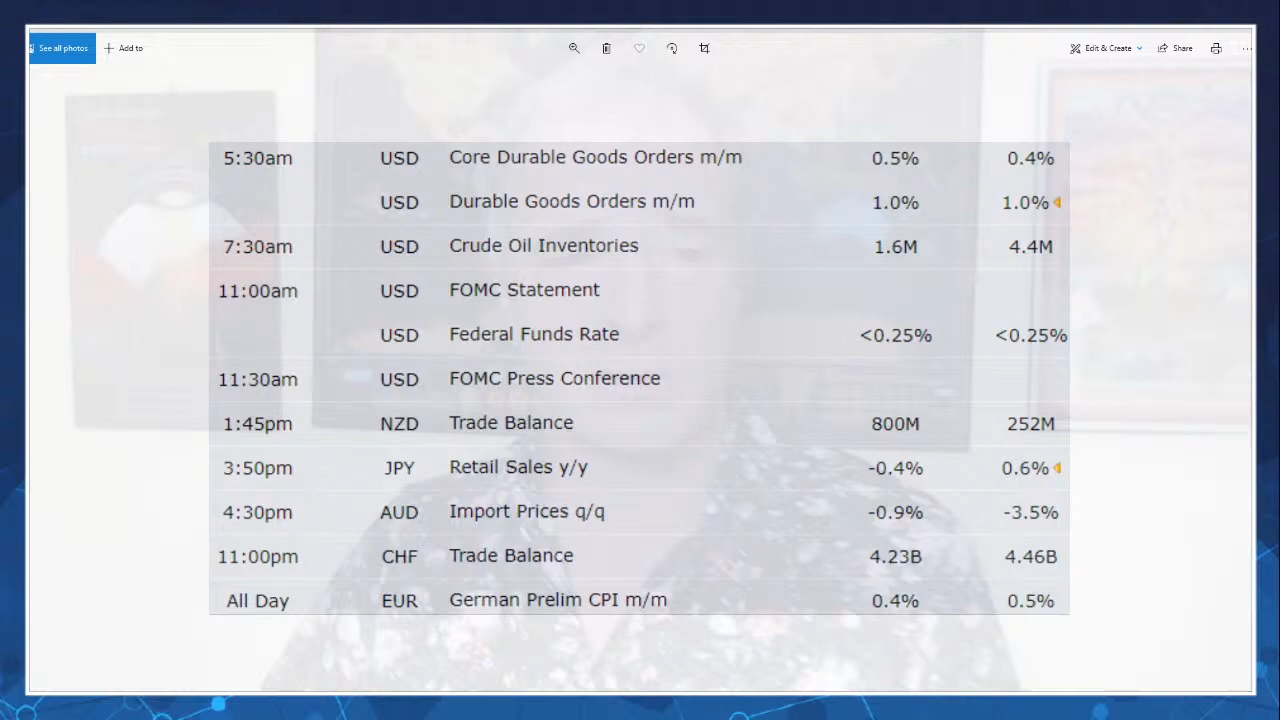 See all photos Add to Edit & Create Share
5:30am USD Core Durable Goods Orders m/m 0.5% 0.4%
USD Durable Goods Orders m/m 1.0% 1.0%
7:30am USD Crude Oil Inventories 1.6M 4.4M
11:00am USD FOMC Statement
USD Federal Funds Rate <0.25% <0.25%
11:30am USD FOMC Press Conference
1:45pm NZD Trade Balance 800M 252M
3:50pm JPY Retail Sales y/y -0.4% 0.6%
4:30pm AUD Import Prices q/q -0.9% -3.5%
11:00pm CHF Trade Balance 4.23B 4.46B
All Day EUR German Prelim CPI m/m 0.4% 0.5%